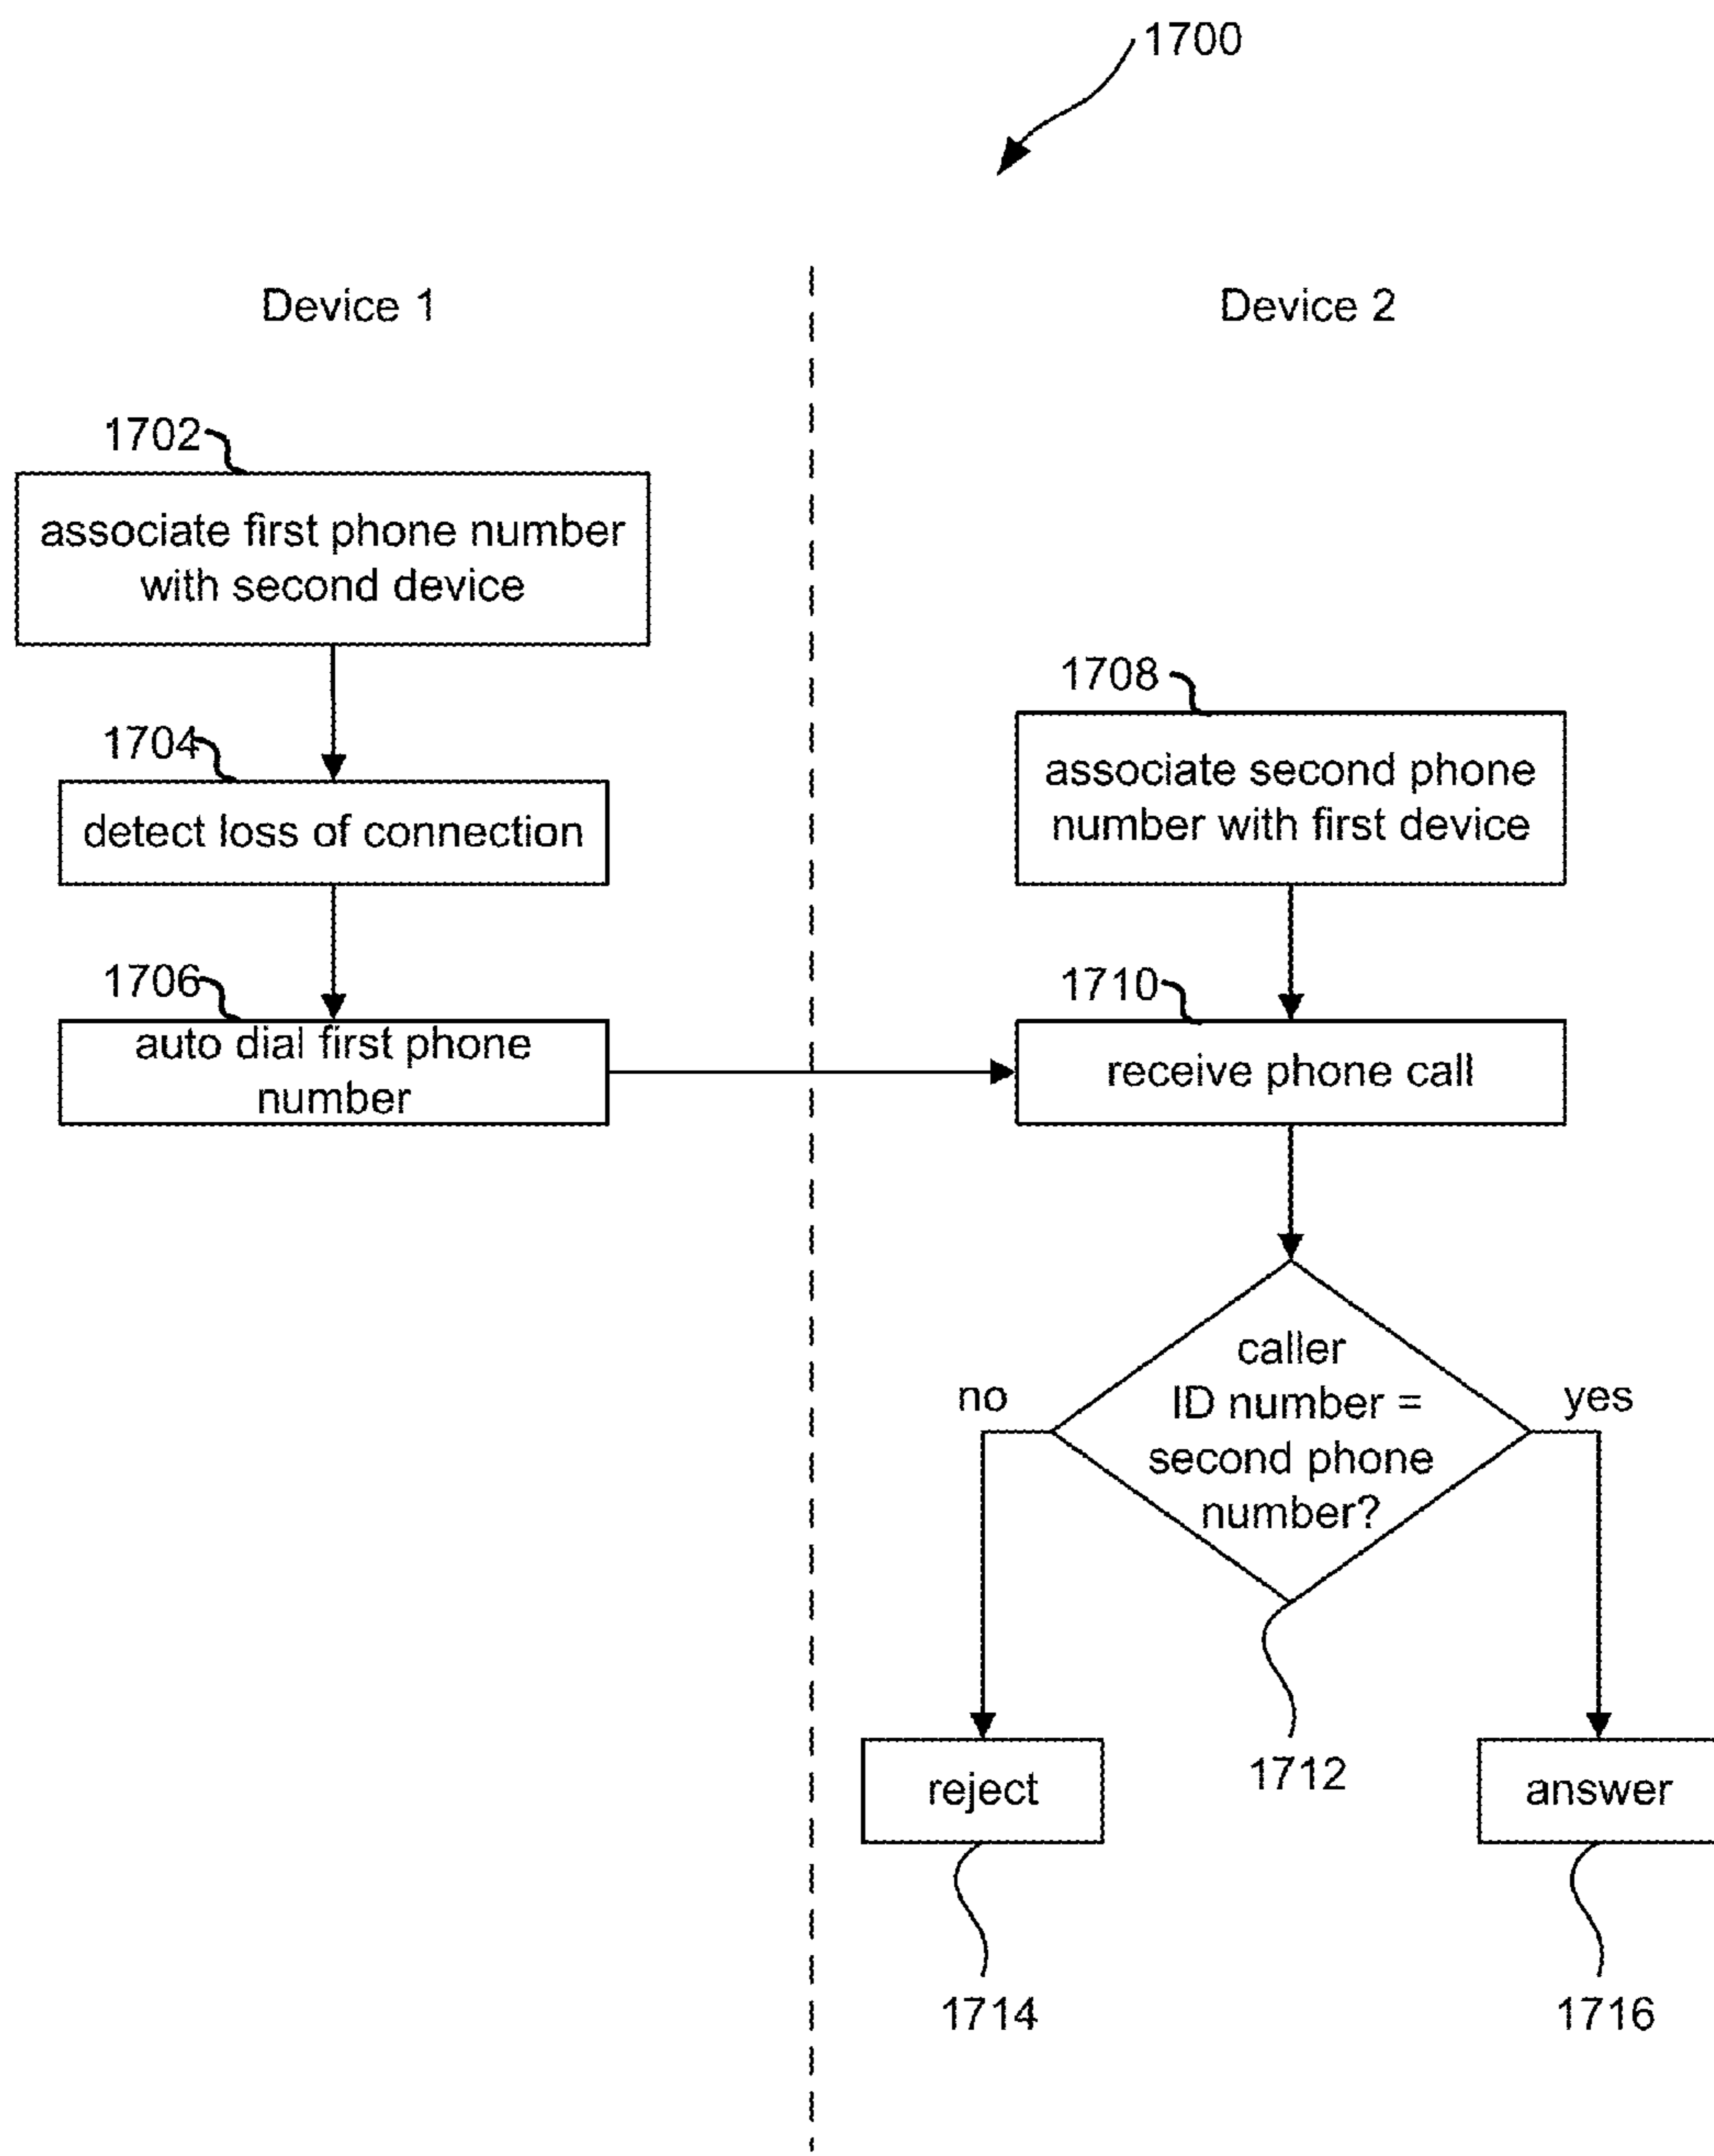 1700
Device 1
Device 2
1702
associate first phone number
with second device
1704
detect loss of connection
1706
auto dial first phone
number
1708
associate second phone
number with first device
1710
receive phone call
caller
ID number =
second phone
number?
no
yes
1712
reject
answer
1714
1716